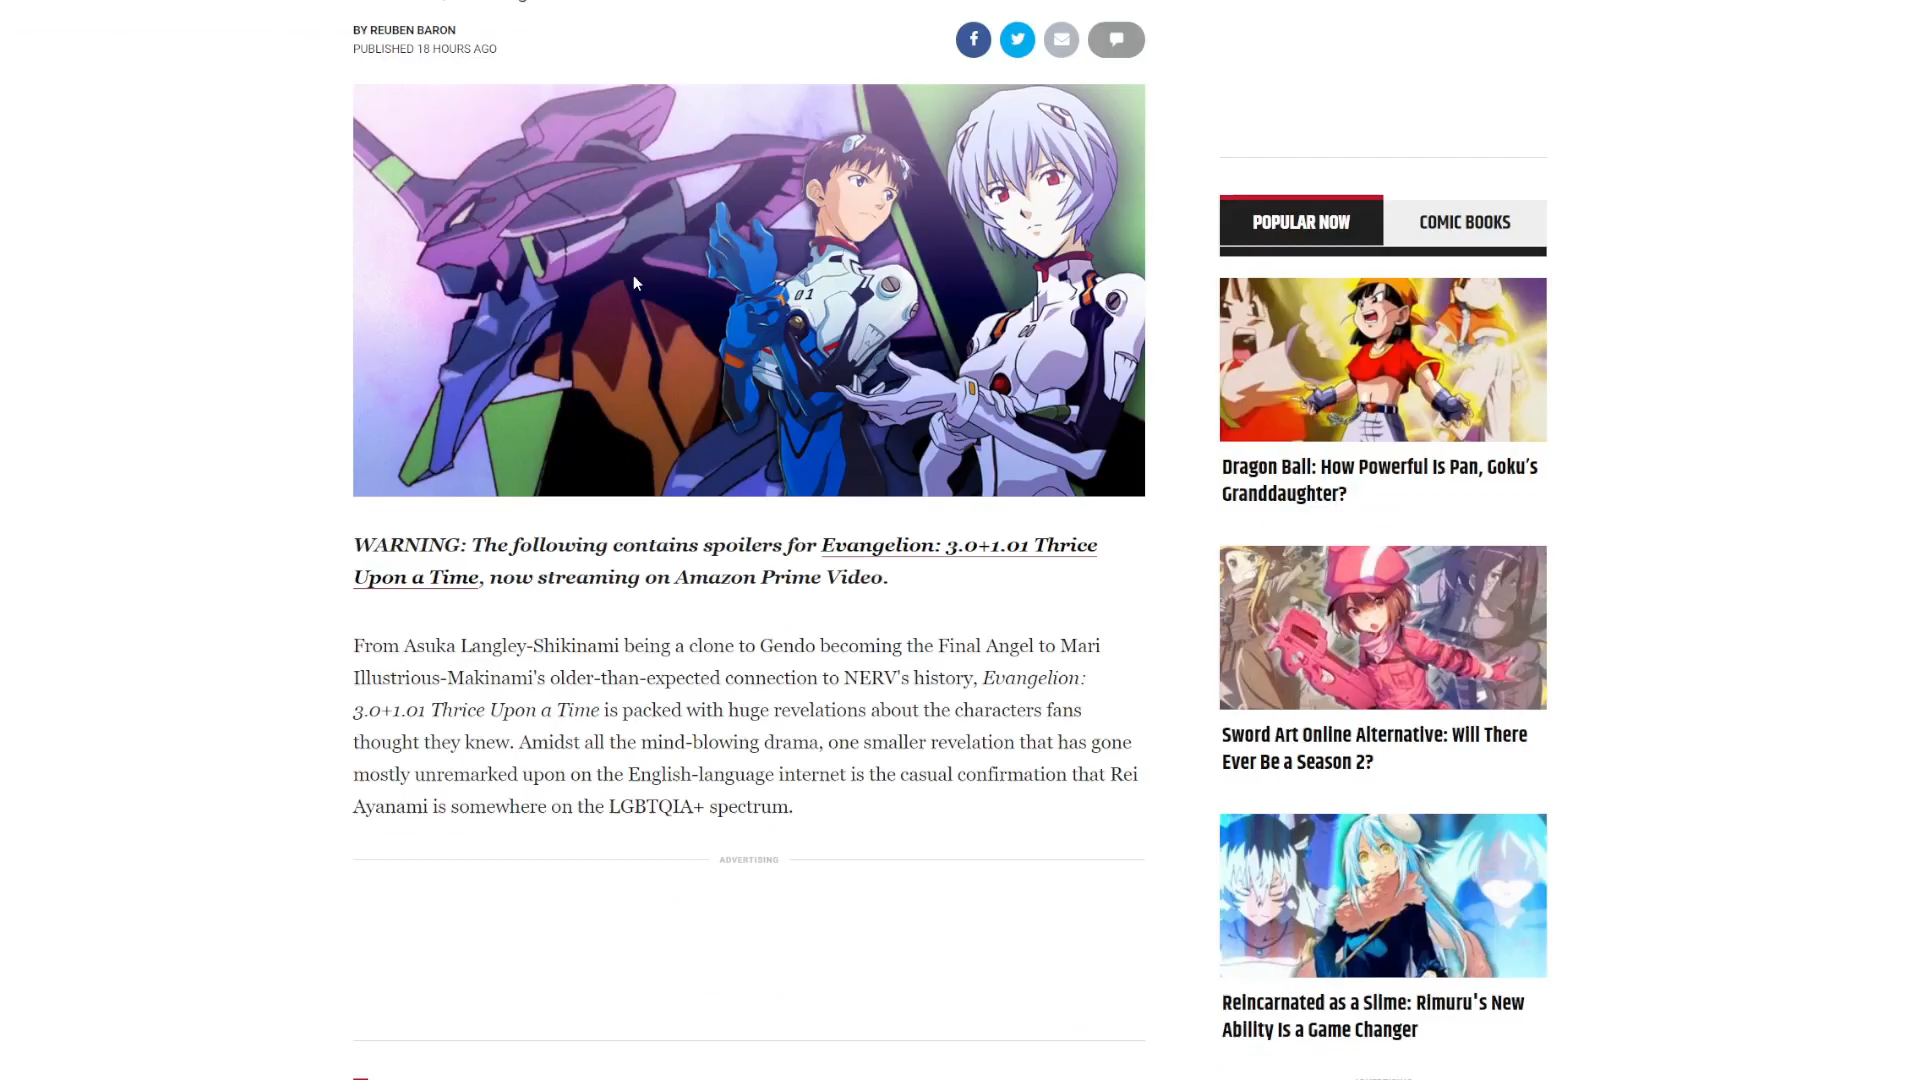 BY REUBEN BARON
PUBLISHED 18 HOURS AGO
01
00
WARNING: The following contains spoilers for Evangelion: 3.0+1.01 Thrice
Upon a Time, now streaming on Amazon Prime Video.
From Asuka Langley-Shikinami being a clone to Gendo becoming the Final Angel to Mari
Illustrious-Makinami's older-than-expected connection to NERV's history, Evangelion:
3.0+1.01 Thrice Upon a Time is packed with huge revelations about the characters fans
thought they knew. Amidst all the mind-blowing drama, one smaller revelation that has gone
mostly unremarked upon on the English-language internet is the casual confirmation that Rei
Ayanami is somewhere on the LGBTQIA+ spectrum.
ADVERTISING
POPULAR NOW
COMIC BOOKS
Dragon Ball: How Powerful Is Pan, Goku’s
Granddaughter?
Sword Art Online Alternative: Will There
Ever Be a Season 2?
Reincarnated as a Slime: Rimuru's New
Ability Is a Game Changer